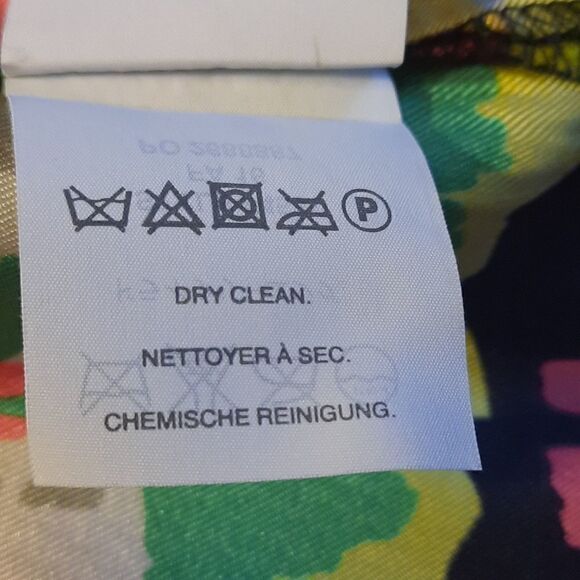 P
DRY CLEAN.
NETTOYER À SEC.
CHEMISCHE REINIGUNG.